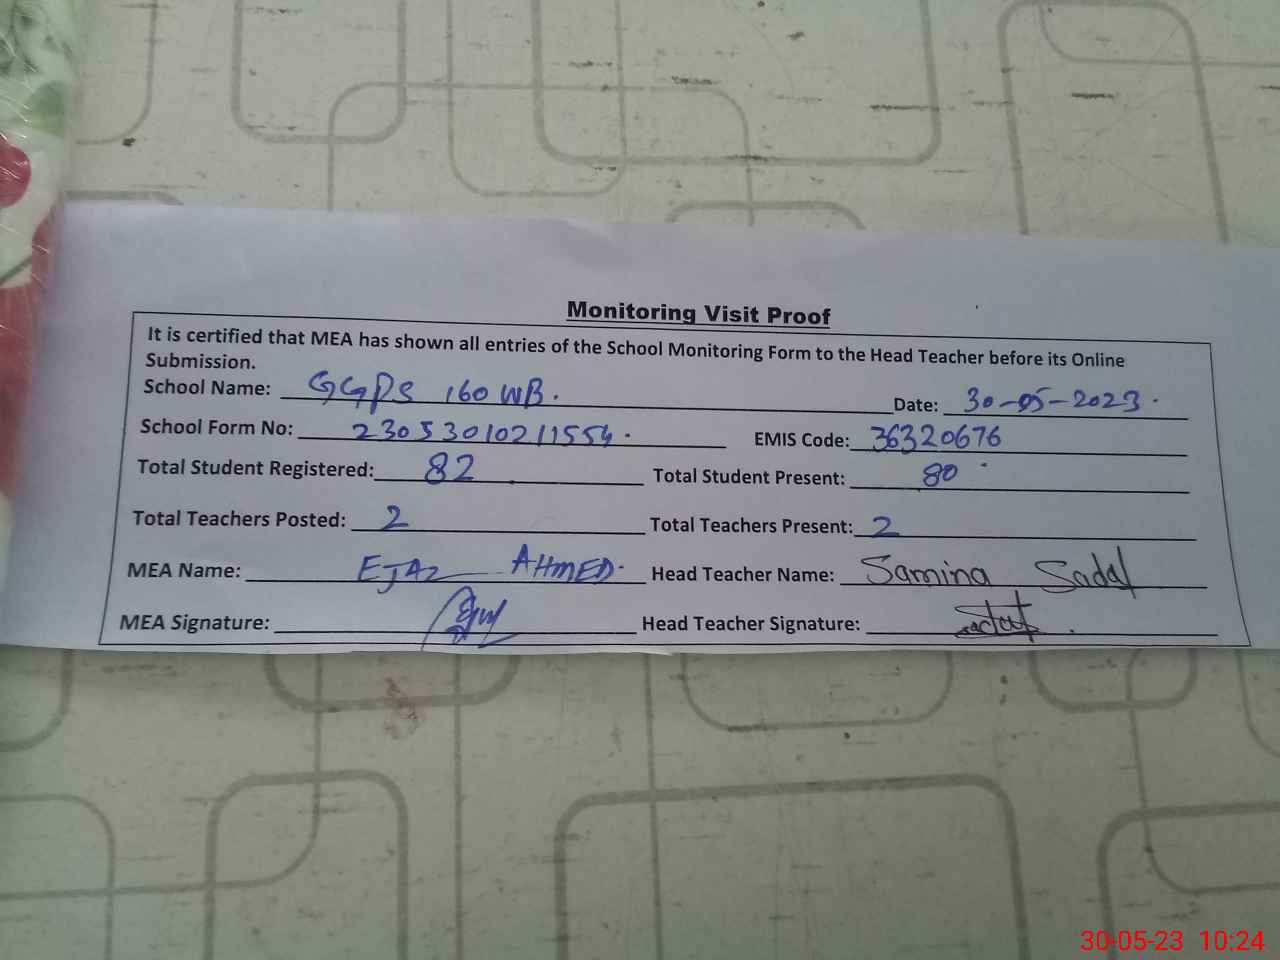 Monitoring Visit Proof
It is certified that MEA has shown all entries of the School Monitoring Form to the Head Teacher before its Online
Submission.
School Name: GGPS 160 WB. Date: 30-05-2023.
School Form No: 23053010211554. EMIS Code: 36320676
Total Student Registered: 82 Total Student Present: 80
Total Teachers Posted: 2 Total Teachers Present: 2
MEA Name: EJAZ AHMED. Head Teacher Name: Samina Sadaf
MEA Signature: Head Teacher Signature:
30-05-23 10:24